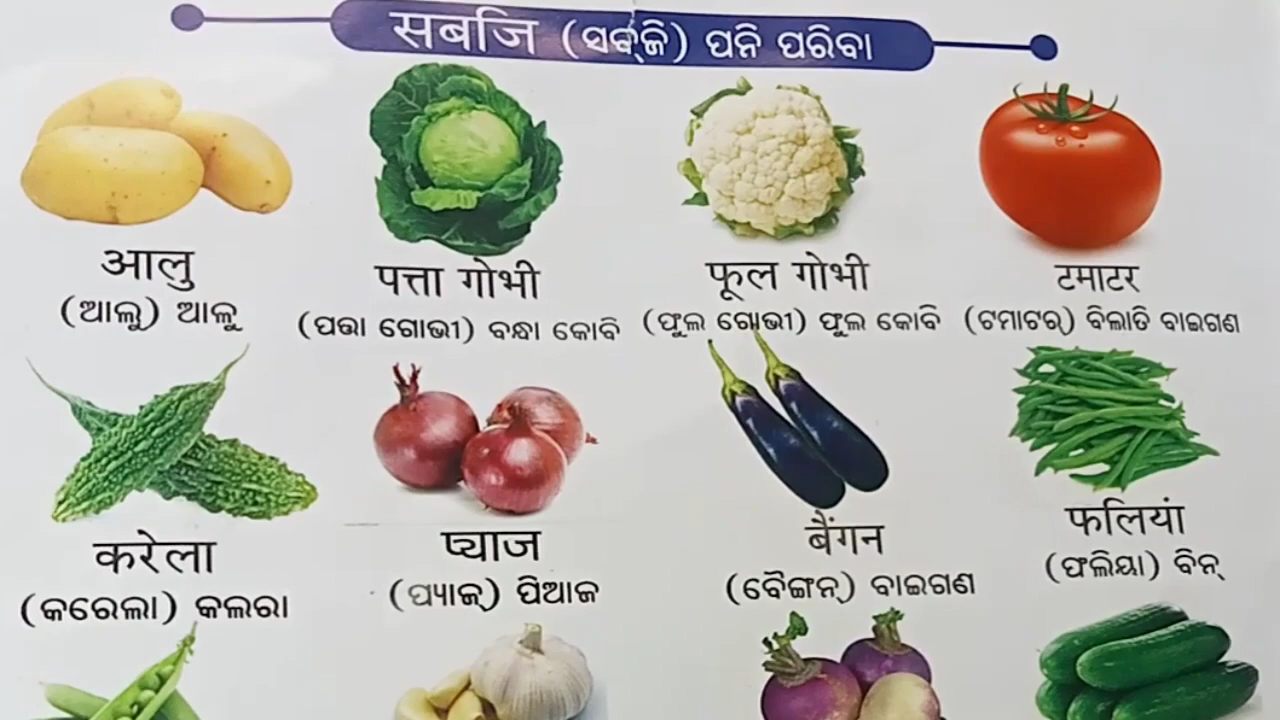 सबजि (ସବ୍‌ଜି) ପନି ପରିବା
आलु
(ଆଲୁ) ଆଳୁ
पत्ता गोभी
(ପତ୍ତା ଗୋଭୀ) ବନ୍ଧା କୋବି
फूल गोभी
(ଫୁଲ ଗୋଭୀ) ଫୁଲ କୋବି
टमाटर
(ଟମାଟର୍) ବିଲାତି ବାଇଗଣ
करेला
(କରେଲା) କଲରା
प्याज
(ପ୍ୟାଜ୍) ପିଆଜ
बैंगन
(ବୈଙ୍ଗନ୍) ବାଇଗଣ
फलियां
(ଫଲିୟା) ବିନ୍